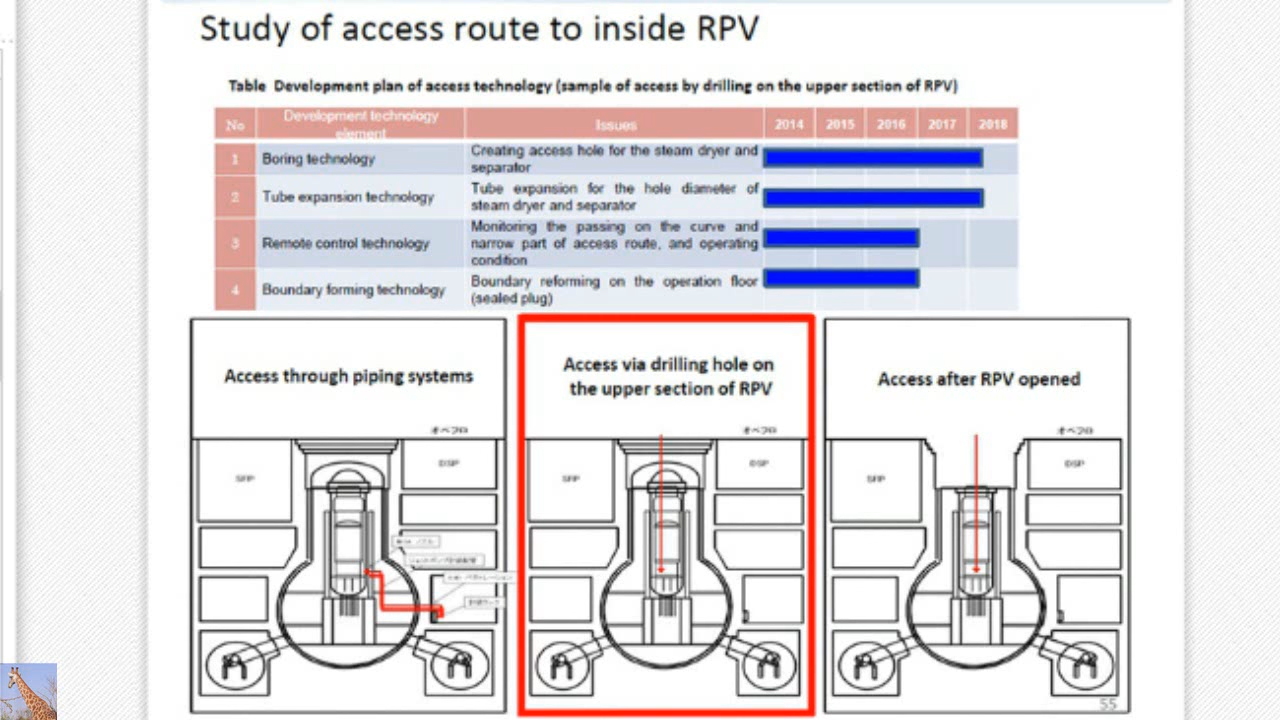 Study of access route to inside RPV
Table Development plan of access technology (sample of access by drilling on the upper section of RPV)
No
Development technology
element
Issues
2014
2015
2016
2017
2018
1
Boring technology
Creating access hole for the steam dryer and
separator
2
Tube expansion technology
Tube expansion for the hole diameter of
steam dryer and separator
3
Remote control technology
Monitoring the passing on the curve and
narrow part of access route, and operating
condition
4
Boundary forming technology
Boundary reforming on the operation floor
(sealed plug)
Access through piping systems
オペフロ
SFP
DSP
Access via drilling hole on
the upper section of RPV
オペフロ
SFP
DSP
Access after RPV opened
オペフロ
SFP
DSP
55